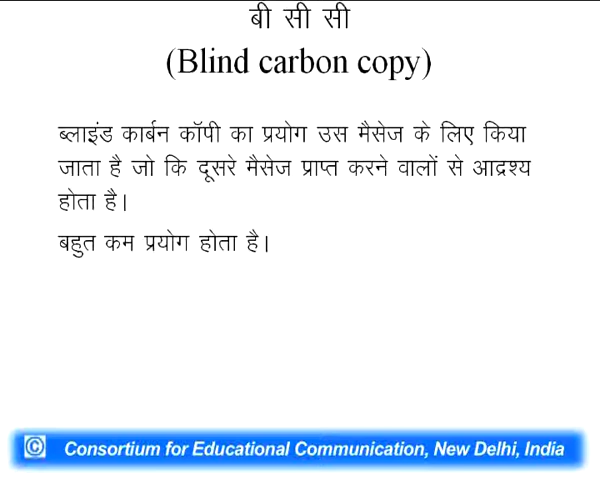 बी सी सी
(Blind carbon copy)
ब्लाइंड कार्बन कॉपी का प्रयोग उस मैसेज के लिए किया
जाता है जो कि दूसरे मैसेज प्राप्त करने वालों से आद्रश्य
होता है।
बहुत कम प्रयोग होता है।
© Consortium for Educational Communication, New Delhi, India